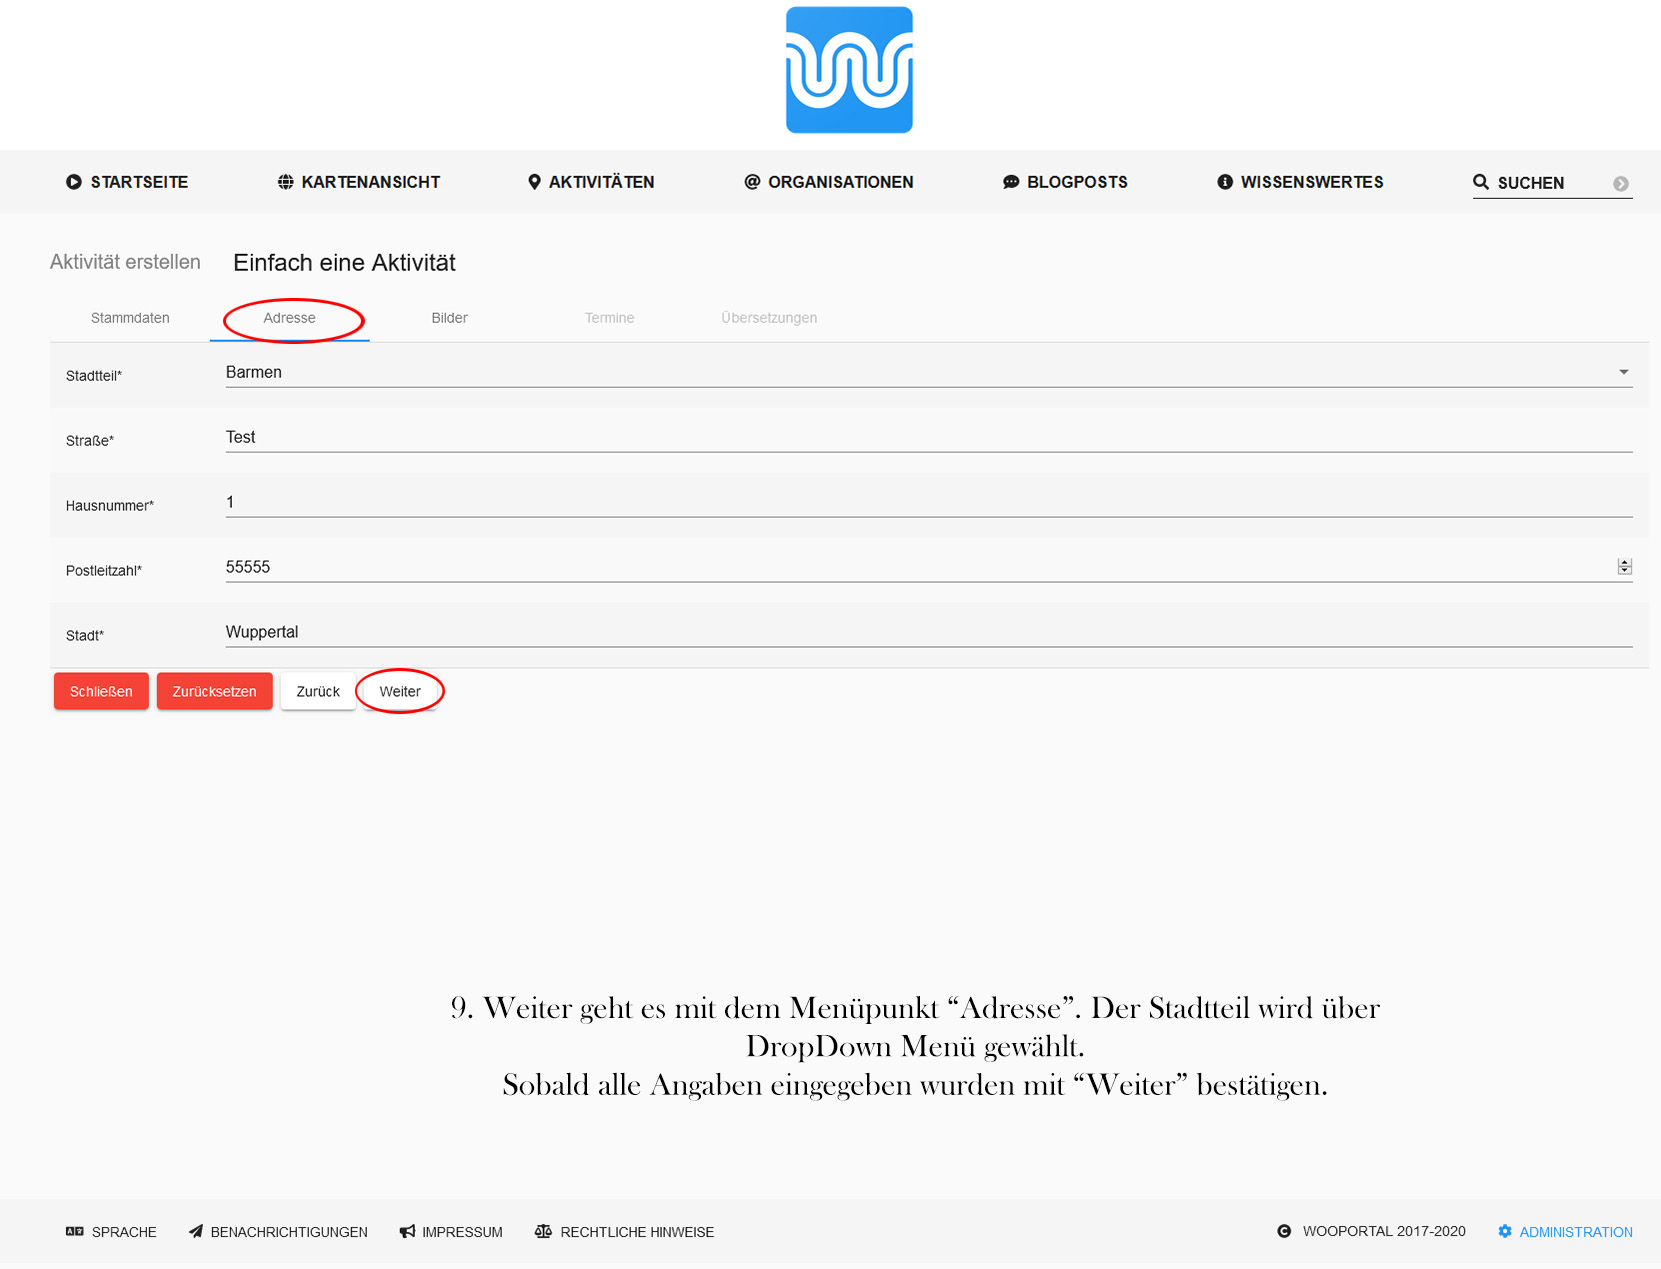 STARTSEITE KARTENANSICHT AKTIVITÄTEN @ ORGANISATIONEN BLOGPOSTS WISSENSWERTES SUCHEN
Aktivität erstellen Einfach eine Aktivität
Stammdaten Adresse Bilder Termine Übersetzungen
Stadtteil* Barmen
Straße* Test
Hausnummer* 1
Postleitzahl* 55555
Stadt* Wuppertal
Schließen Zurücksetzen Zurück Weiter
9. Weiter geht es mit dem Menüpunkt “Adresse”. Der Stadtteil wird über
DropDown Menü gewählt.
Sobald alle Angaben eingegeben wurden mit “Weiter” bestätigen.
SPRACHE BENACHRICHTIGUNGEN IMPRESSUM RECHTLICHE HINWEISE WOOPORTAL 2017-2020 ADMINISTRATION